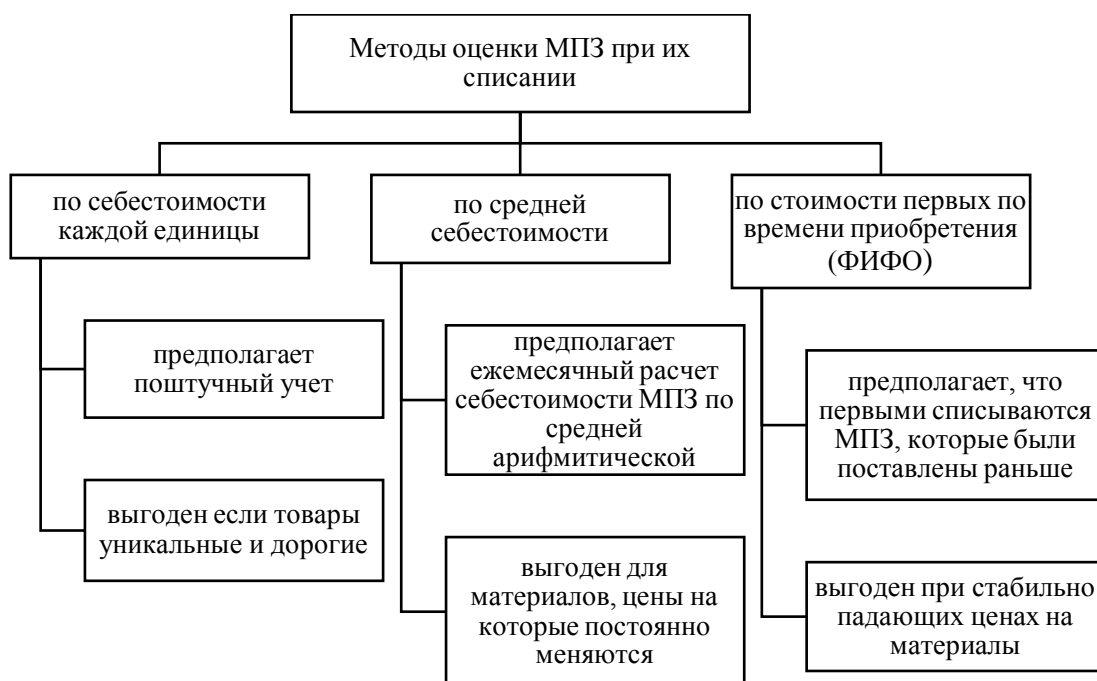 Методы оценки МПЗ при их
списании
по себестоимости
каждой единицы
предполагает
поштучный учет
выгоден если товары
уникальные и дорогие
по средней
себестоимости
предполагает
ежемесячный расчет
себестоимости МПЗ по
средней
арифмитической
выгоден для
материалов, цены на
которые постоянно
меняются
по стоимости первых по
времени приобретения
(ФИФО)
предполагает, что
первыми списываются
МПЗ, которые были
поставлены раньше
выгоден при стабильно
падающих ценах на
материалы